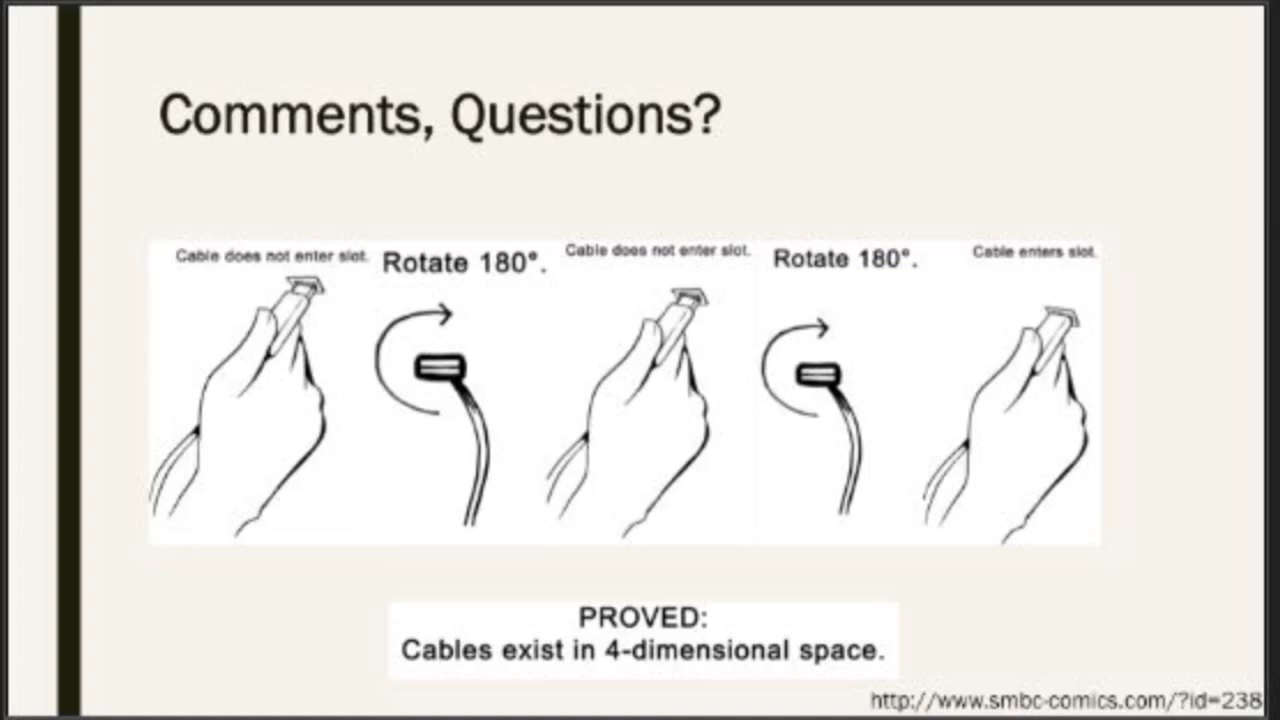 Comments, Questions?
Cable does not enter slot.
Rotate 180°.
Cable does not enter slot.
Rotate 180°.
Cable enters slot.
PROVED:
Cables exist in 4-dimensional space.
http://www.smbc-comics.com/?id=238